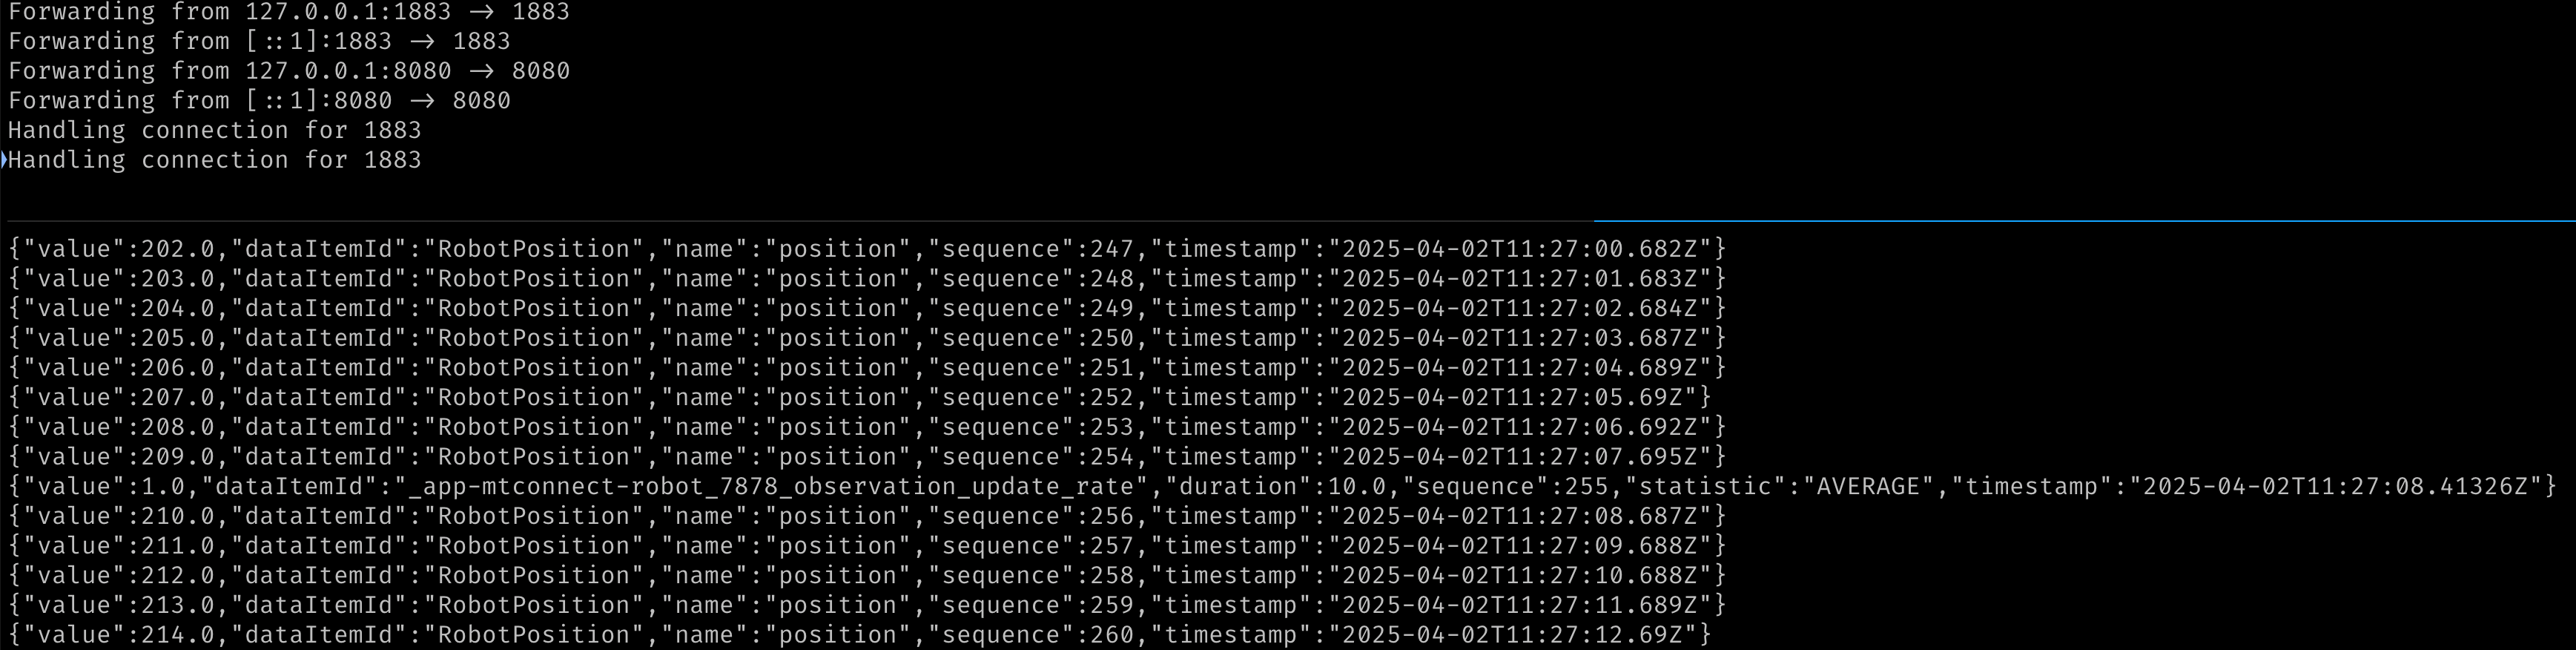 Forwarding from 127.0.0.1:1883 -> 1883
Forwarding from [::1]:1883 -> 1883
Forwarding from 127.0.0.1:8080 -> 8080
Forwarding from [::1]:8080 -> 8080
Handling connection for 1883
Handling connection for 1883
{"value":202.0,"dataItemId":"RobotPosition","name":"position","sequence":247,"timestamp":"2025-04-02T11:27:00.682Z"}
{"value":203.0,"dataItemId":"RobotPosition","name":"position","sequence":248,"timestamp":"2025-04-02T11:27:01.683Z"}
{"value":204.0,"dataItemId":"RobotPosition","name":"position","sequence":249,"timestamp":"2025-04-02T11:27:02.684Z"}
{"value":205.0,"dataItemId":"RobotPosition","name":"position","sequence":250,"timestamp":"2025-04-02T11:27:03.687Z"}
{"value":206.0,"dataItemId":"RobotPosition","name":"position","sequence":251,"timestamp":"2025-04-02T11:27:04.689Z"}
{"value":207.0,"dataItemId":"RobotPosition","name":"position","sequence":252,"timestamp":"2025-04-02T11:27:05.69Z"}
{"value":208.0,"dataItemId":"RobotPosition","name":"position","sequence":253,"timestamp":"2025-04-02T11:27:06.692Z"}
{"value":209.0,"dataItemId":"RobotPosition","name":"position","sequence":254,"timestamp":"2025-04-02T11:27:07.695Z"}
{"value":1.0,"dataItemId":"_app-mtconnect-robot_7878_observation_update_rate","duration":10.0,"sequence":255,"statistic":"AVERAGE","timestamp":"2025-04-02T11:27:08.41326Z"}
{"value":210.0,"dataItemId":"RobotPosition","name":"position","sequence":256,"timestamp":"2025-04-02T11:27:08.687Z"}
{"value":211.0,"dataItemId":"RobotPosition","name":"position","sequence":257,"timestamp":"2025-04-02T11:27:09.688Z"}
{"value":212.0,"dataItemId":"RobotPosition","name":"position","sequence":258,"timestamp":"2025-04-02T11:27:10.688Z"}
{"value":213.0,"dataItemId":"RobotPosition","name":"position","sequence":259,"timestamp":"2025-04-02T11:27:11.689Z"}
{"value":214.0,"dataItemId":"RobotPosition","name":"position","sequence":260,"timestamp":"2025-04-02T11:27:12.69Z"}